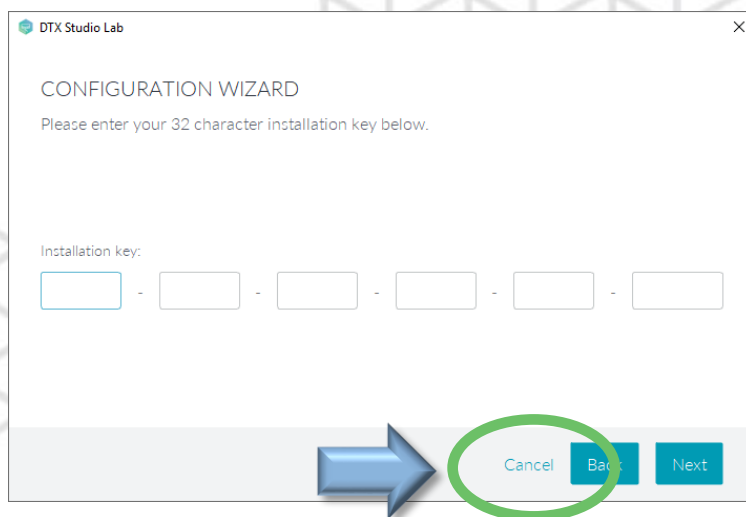 DTX Studio Lab
CONFIGURATION WIZARD
Please enter your 32 character installation key below.
Installation key:
- - - - -
Cancel Back Next